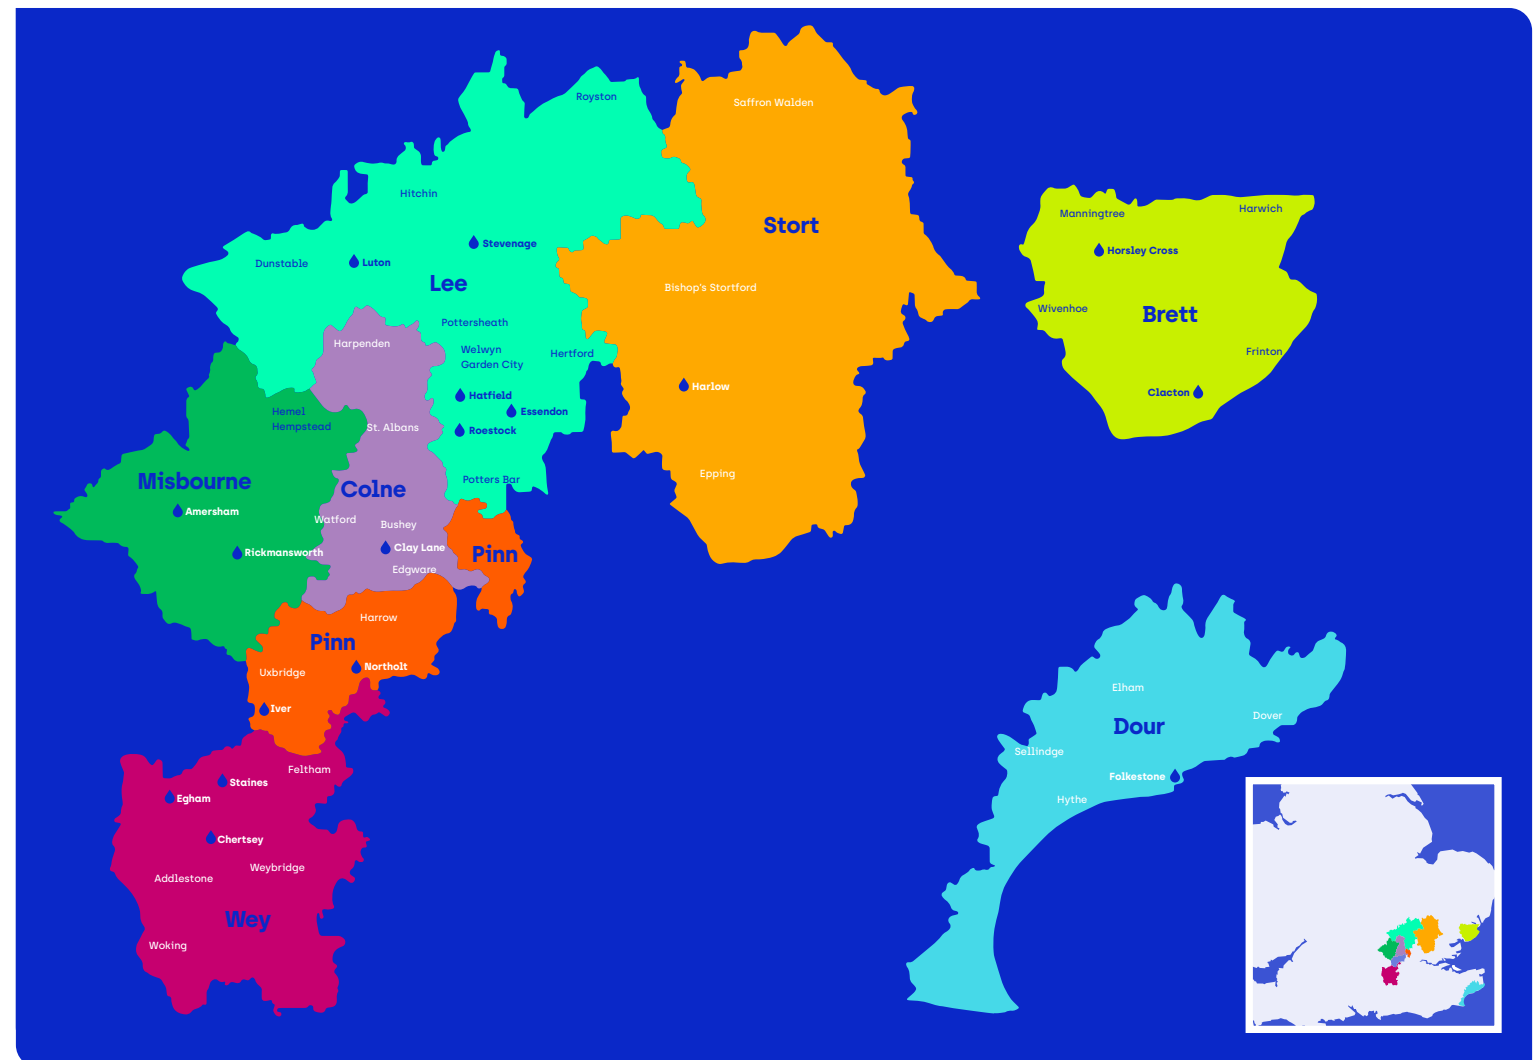 Royston
Saffron Walden
Hitchin
Stort
Manningtree
Harwich
Stevenage
Horsley Cross
Dunstable
Luton
Lee
Bishop's Stortford
Wivenhoe
Brett
Pottersheath
Harpenden
Welwyn
Garden City
Hertford
Frinton
Harlow
Clacton
Hatfield
Hemel
Hempstead
Essendon
St. Albans
Roestock
Epping
Potters Bar
Misbourne
Colne
Amersham
Watford
Bushey
Rickmansworth
Clay Lane
Pinn
Edgware
Harrow
Pinn
Northolt
Uxbridge
Iver
Elham
Dour
Dover
Sellindge
Folkestone
Hythe
Feltham
Staines
Egham
Chertsey
Weybridge
Addlestone
Wey
Woking